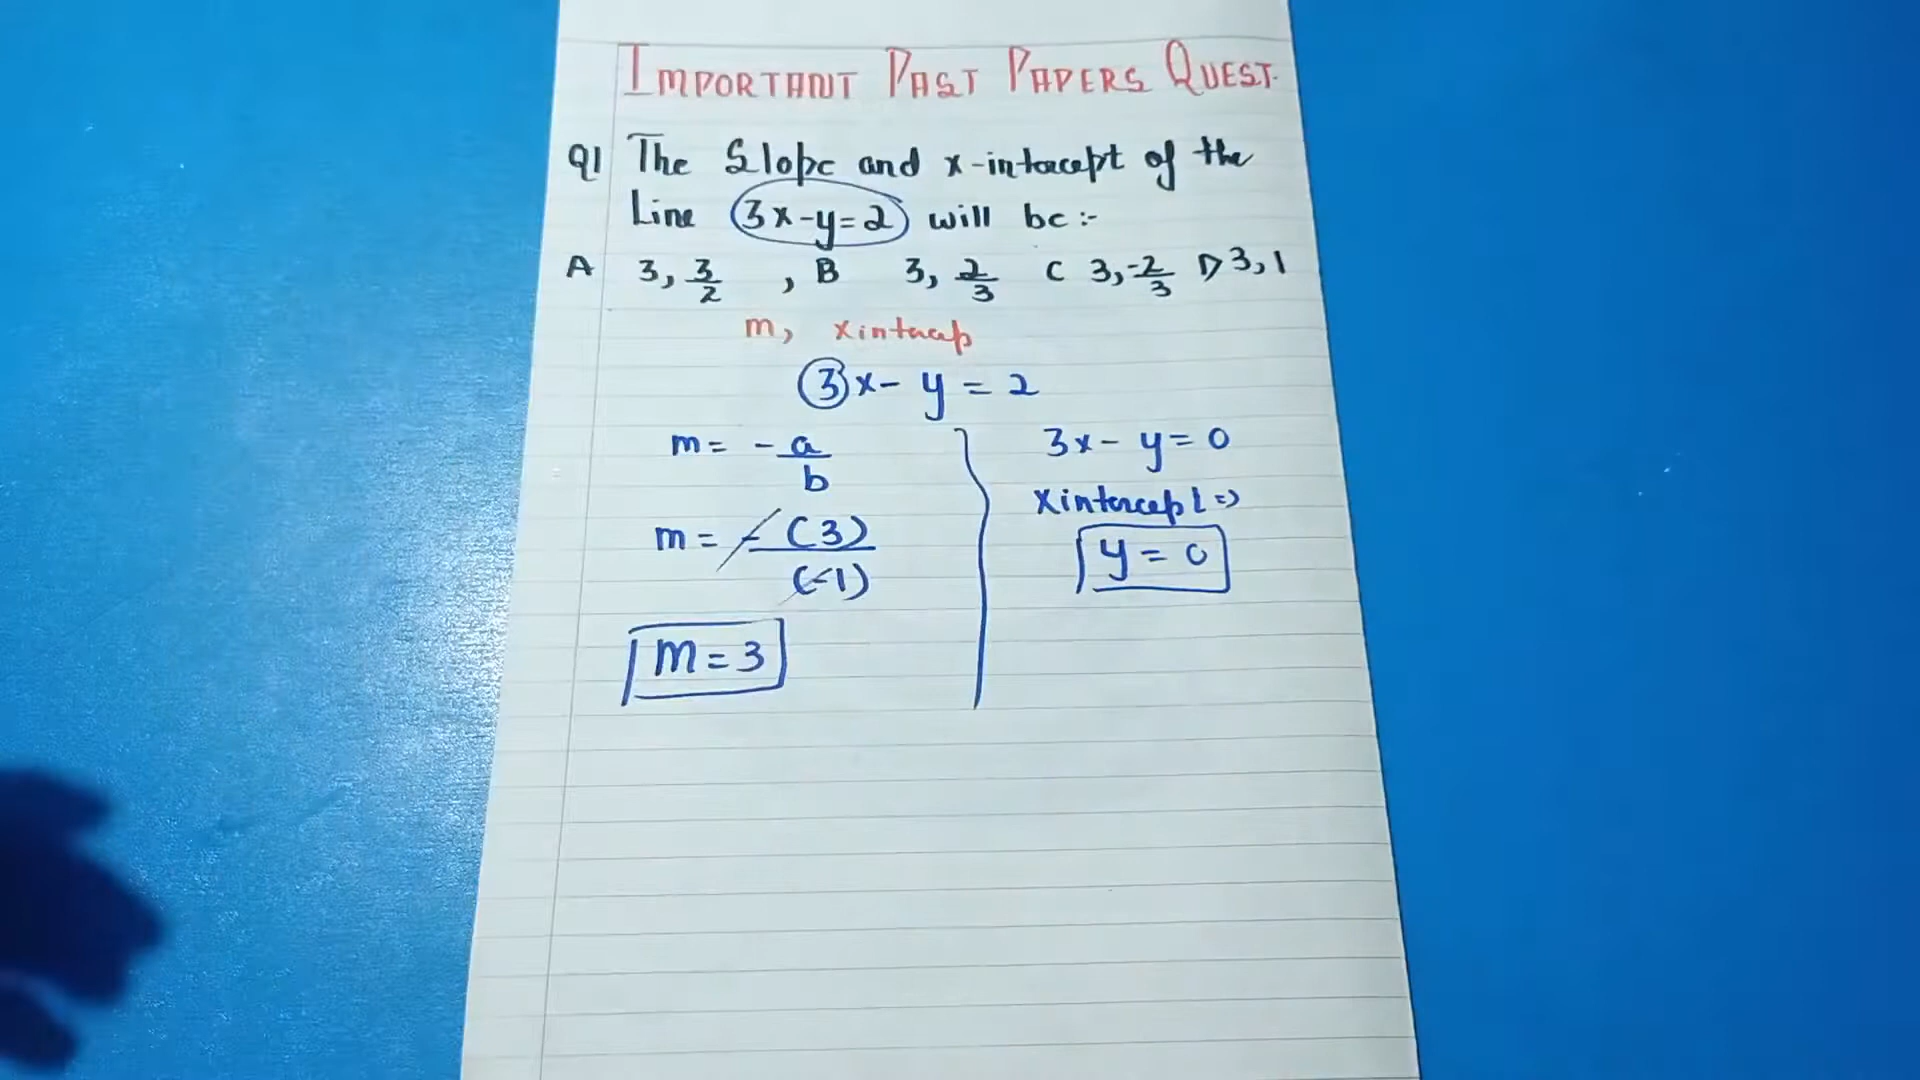 IMPORTANT PAST PAPERS QUEST.
Q1 The Slope and x-intercept of the
Line 3x-y=2 will be :-
A 3, 3/2 , B 3, 2/3 C 3, -2/3 D 3, 1
m, xintercep
3x - y = 2
m = - a/b
m = - (3)/(-1)
m = 3
3x - y = 0
xintercept =>
y = 0